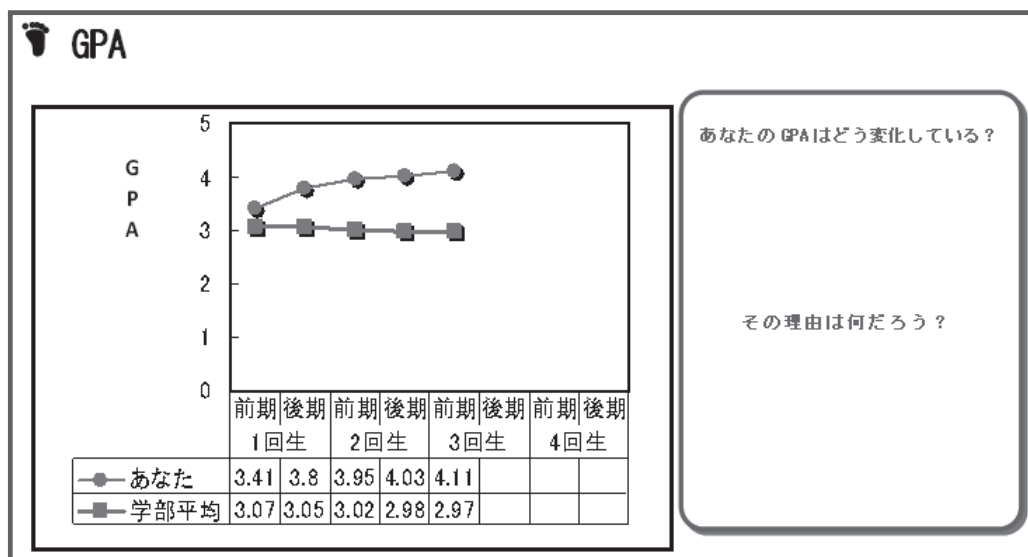 GPA
GPA
5
4
3
2
1
0
前期 後期 前期 後期 前期 後期 前期 後期
1回生 2回生 3回生 4回生
あなた 3.41 3.8 3.95 4.03 4.11
学部平均 3.07 3.05 3.02 2.98 2.97
あなたのGPAはどう変化している？
その理由は何だろう？